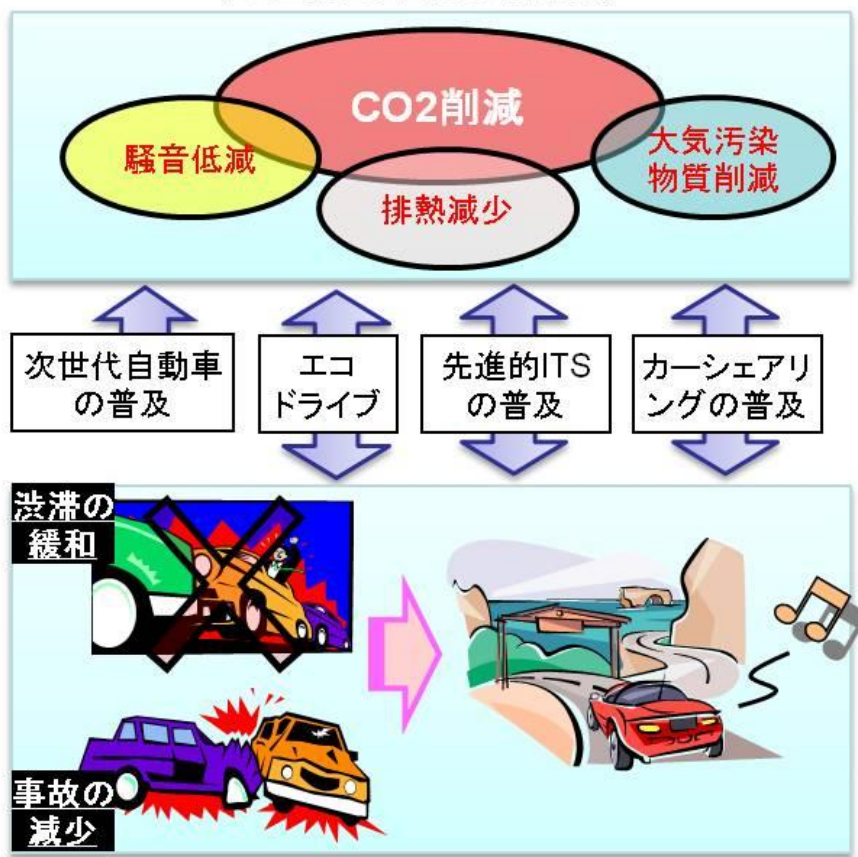 CO2削減
騒音低減
大気汚染
物質削減
排熱減少
次世代自動車
の普及
エコ
ドライブ
先進的ITS
の普及
カーシェアリ
ングの普及
渋滞の
緩和
事故の
減少